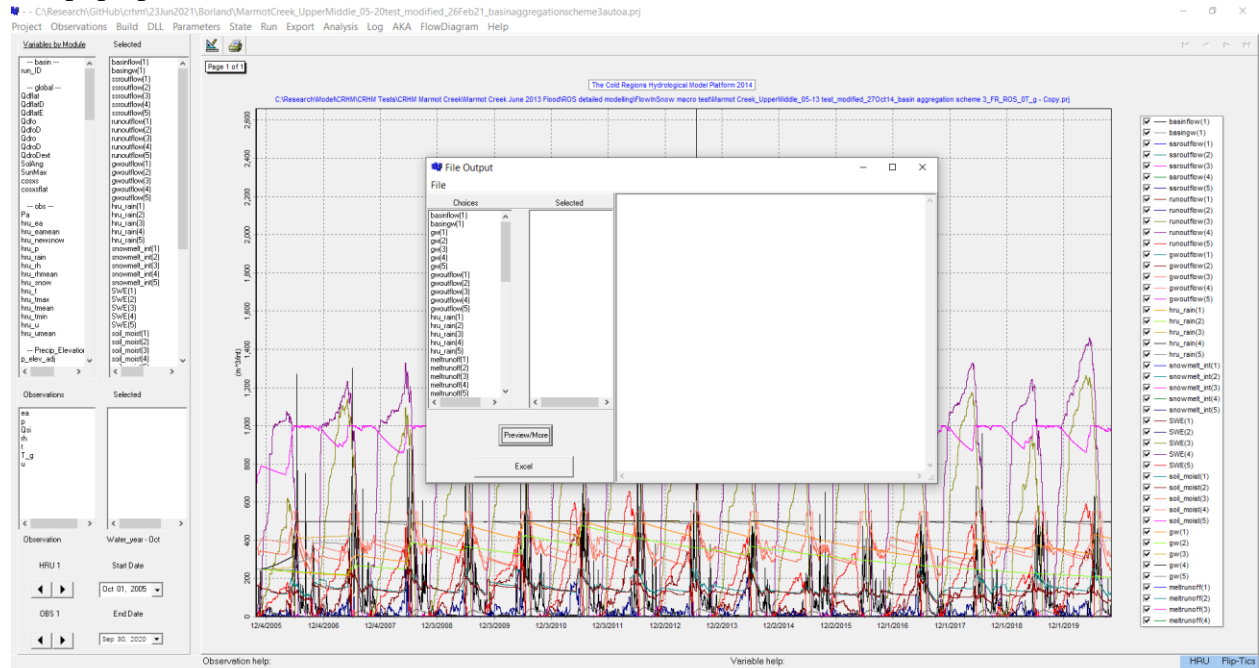 - - C:\Research\GitHub\crhm\23Jun2021\Borland\MarmotCreek_UpperMiddle_05-20test_modified_26Feb21_basinaggregationscheme3autoa.prj
Project Observations Build DLL Parameters State Run Export Analysis Log AKA FlowDiagram Help
Variables by Module
--- basin ---
run_ID
--- global ---
Qdflat
QdflatD
QdflatE
Qdfo
QdfoD
Qdro
QdroD
QdroDext
SolAng
SunMax
cosxs
cosxsflat
--- obs ---
Pa
hru_ea
hru_eamean
hru_newsnow
hru_p
hru_rain
hru_rh
hru_rhmean
hru_snow
hru_t
hru_tmax
hru_tmean
hru_tmin
hru_u
hru_umean
--- Precip_Elevatior
p_elev_adj
Selected
basinflow(1)
basingw(1)
ssroutflow(1)
ssroutflow(2)
ssroutflow(3)
ssroutflow(4)
ssroutflow(5)
runoutflow(1)
runoutflow(2)
runoutflow(3)
runoutflow(4)
runoutflow(5)
gwoutflow(1)
gwoutflow(2)
gwoutflow(3)
gwoutflow(4)
gwoutflow(5)
hru_rain(1)
hru_rain(2)
hru_rain(3)
hru_rain(4)
hru_rain(5)
snowmelt_int(1)
snowmelt_int(2)
snowmelt_int(3)
snowmelt_int(4)
snowmelt_int(5)
SWE(1)
SWE(2)
SWE(3)
SWE(4)
SWE(5)
soil_moist(1)
soil_moist(2)
soil_moist(3)
soil_moist(4)
Observations
ea
p
Qsi
rh
t
T_g
u
Selected
Observation
Water_year - Oct
HRU 1
Start Date
Oct 01, 2005
OBS 1
End Date
Sep 30, 2020
Page 1 of 1
The Cold Regions Hydrological Model Platform 2014
C:\Research\Model\CRHM\CRHM Tests\CRHM Marmot Creek\Marmot Creek June 2013 Flood\ROS detailed modelling\FlowInSnow macro test\Marmot Creek_UpperMiddle_05-13 test_modified_27Oct14_basin aggregation scheme 3_FR_ROS_0T_g - Copy.prj
2,600
2,400
2,200
2,000
1,800
1,600
1,400
1,200
1,000
800
600
400
200
0
(m^3/int)
12/4/2005
12/4/2006
12/4/2007
12/3/2008
12/3/2009
12/3/2010
12/3/2011
12/2/2012
12/2/2013
12/2/2014
12/2/2015
12/1/2016
12/1/2017
12/1/2018
12/1/2019
File Output
File
Choices
basinflow(1)
basingw(1)
gw(1)
gw(2)
gw(3)
gw(4)
gw(5)
gwoutflow(1)
gwoutflow(2)
gwoutflow(3)
gwoutflow(4)
gwoutflow(5)
hru_rain(1)
hru_rain(2)
hru_rain(3)
hru_rain(4)
hru_rain(5)
meltrunoff(1)
meltrunoff(2)
meltrunoff(3)
meltrunoff(4)
meltrunoff(5)
Selected
Preview/More
Excel
basinflow(1)
basingw(1)
ssroutflow(1)
ssroutflow(2)
ssroutflow(3)
ssroutflow(4)
ssroutflow(5)
runoutflow(1)
runoutflow(2)
runoutflow(3)
runoutflow(4)
runoutflow(5)
gwoutflow(1)
gwoutflow(2)
gwoutflow(3)
gwoutflow(4)
gwoutflow(5)
hru_rain(1)
hru_rain(2)
hru_rain(3)
hru_rain(4)
hru_rain(5)
snowmelt_int(1)
snowmelt_int(2)
snowmelt_int(3)
snowmelt_int(4)
snowmelt_int(5)
SWE(1)
SWE(2)
SWE(3)
SWE(4)
SWE(5)
soil_moist(1)
soil_moist(2)
soil_moist(3)
soil_moist(4)
soil_moist(5)
gw(1)
gw(2)
gw(3)
gw(4)
gw(5)
meltrunoff(1)
meltrunoff(2)
meltrunoff(3)
meltrunoff(4)
Observation help:
Variable help:
HRU
Flip-Tics